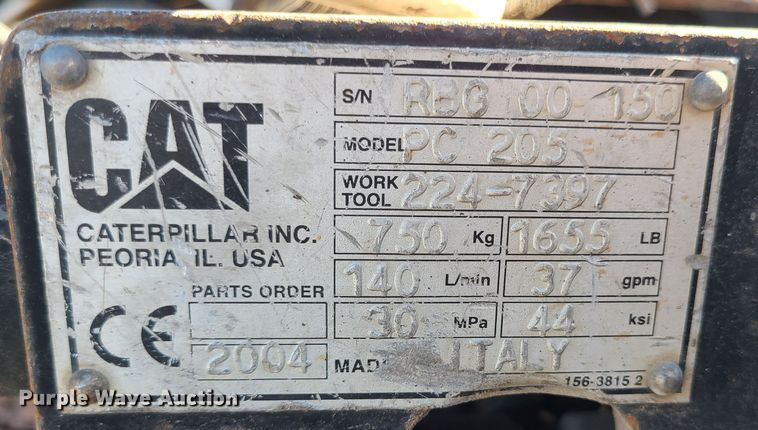 CAT
CATERPILLAR INC.
PEORIA IL. USA
S/N RBG 00-150
MODEL PC 205
WORK TOOL 224-7397
750 Kg 1655 LB
140 L/min 37 gpm
PARTS ORDER
30 MPa 44 ksi
CE 2004 ITALY
156-3815 2
Purple Wave Auction